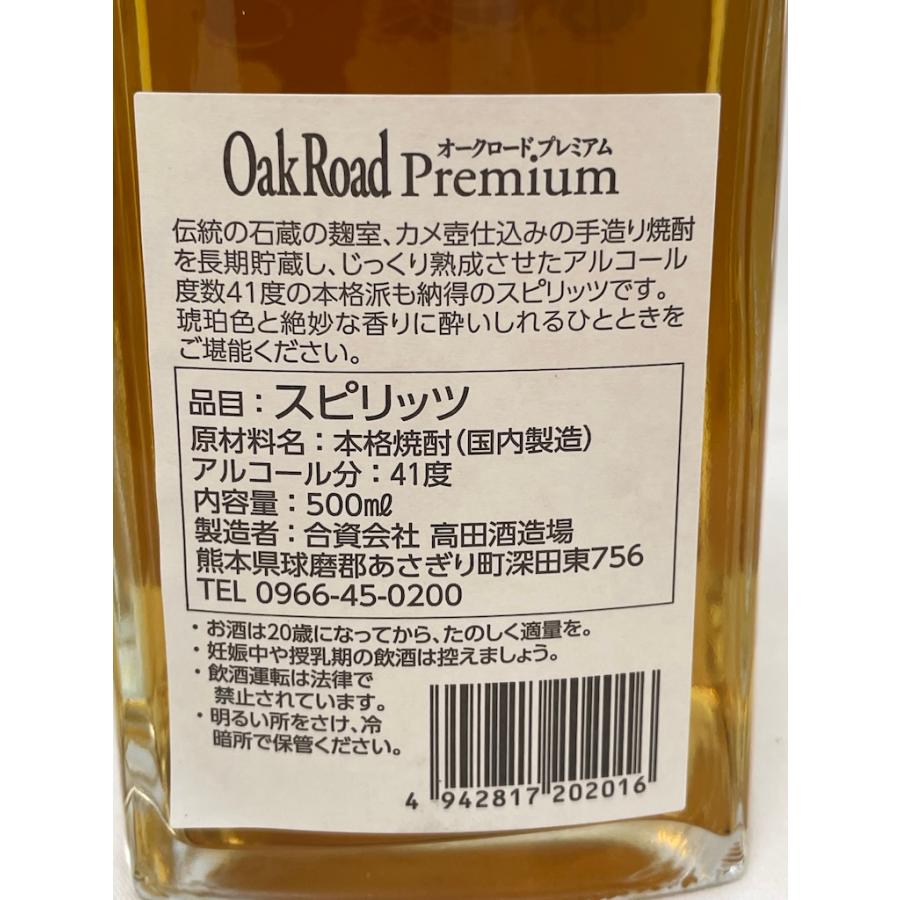 オークロード プレミアム
OakRoad Premium
伝統の石蔵の麹室、カメ壺仕込みの手造り焼酎
を長期貯蔵し、じっくり熟成させたアルコール
度数41度の本格派も納得のスピリッツです。
琥珀色と絶妙な香りに酔いしれるひとときを
ご堪能ください。
品目：スピリッツ
原材料名：本格焼酎（国内製造）
アルコール分：41度
内容量：500㎖
製造者：合資会社 高田酒造場
熊本県球磨郡あさぎり町深田東756
TEL 0966-45-0200
・お酒は20歳になってから、たのしく適量を。
・妊娠中や授乳期の飲酒は控えましょう。
・飲酒運転は法律で
禁止されています。
・明るい所をさけ、冷
暗所で保管ください。
4 942817 202016